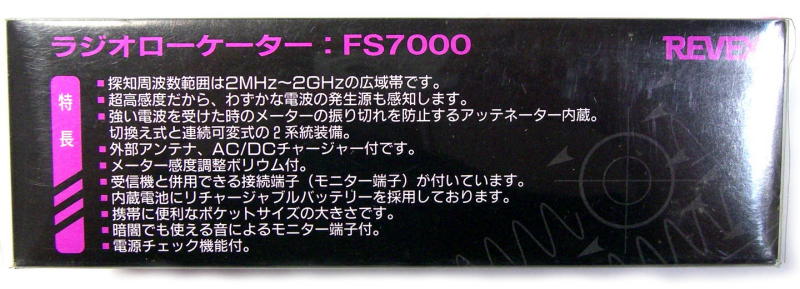 ラジオローケーター：FS7000
REVEX
特長
■探知周波数範囲は2MHz～2GHzの広域帯です。
■超高感度だから、わずかな電波の発生源も感知します。
■強い電波を受けた時のメーターの振り切れを防止するアッテネーター内蔵。
切換え式と連続可変式の2系統装備。
■外部アンテナ、AC/DCチャージャー付です。
■メーター感度調整ボリウム付。
■受信機と併用できる接続端子（モニター端子）が付いています。
■内蔵電池にリチャージャブルバッテリーを採用しております。
■携帯に便利なポケットサイズの大きさです。
■暗闇でも使える音によるモニター端子付。
■電源チェック機能付。